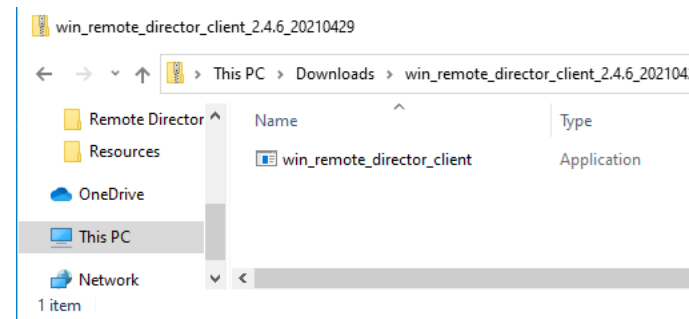 win_remote_director_client_2.4.6_20210429
This PC > Downloads > win_remote_director_client_2.4.6_202104
Remote Director
Resources
OneDrive
This PC
Network
Name Type
win_remote_director_client Application
1 item